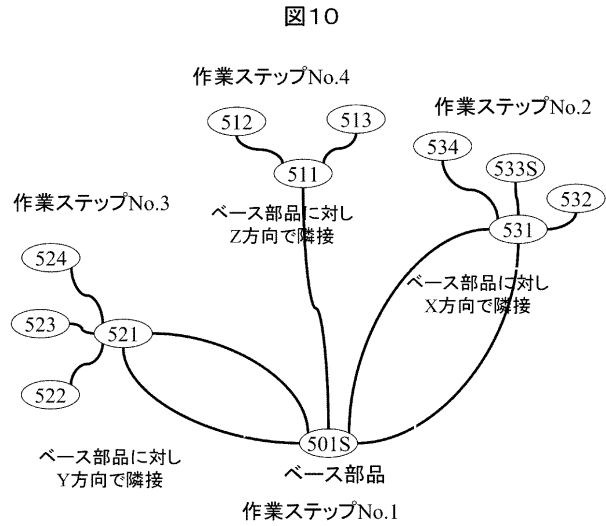 図10
作業ステップNo.4
512
513
511
ベース部品に対し
Z方向で隣接
作業ステップNo.2
534
533S
532
531
ベース部品に対し
X方向で隣接
作業ステップNo.3
524
523
521
522
ベース部品に対し
Y方向で隣接
501S
ベース部品
作業ステップNo.1